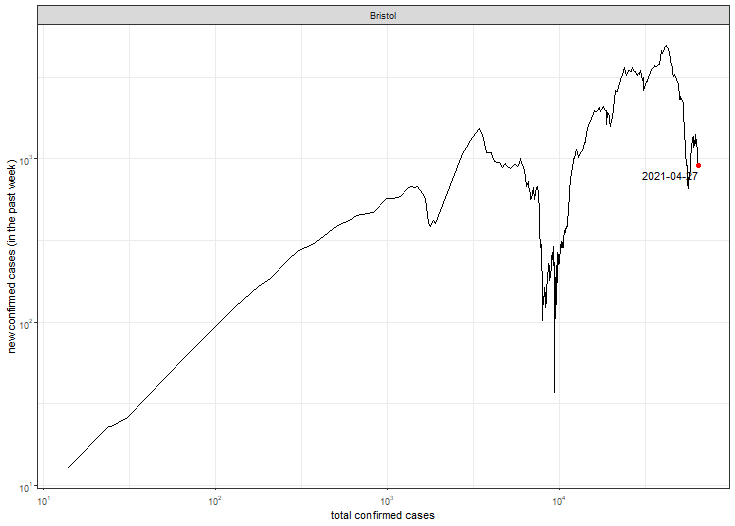 Bristol
new confirmed cases (in the past week)
10³
10²
10¹
2021-04-27
10¹
10²
10³
10⁴
total confirmed cases